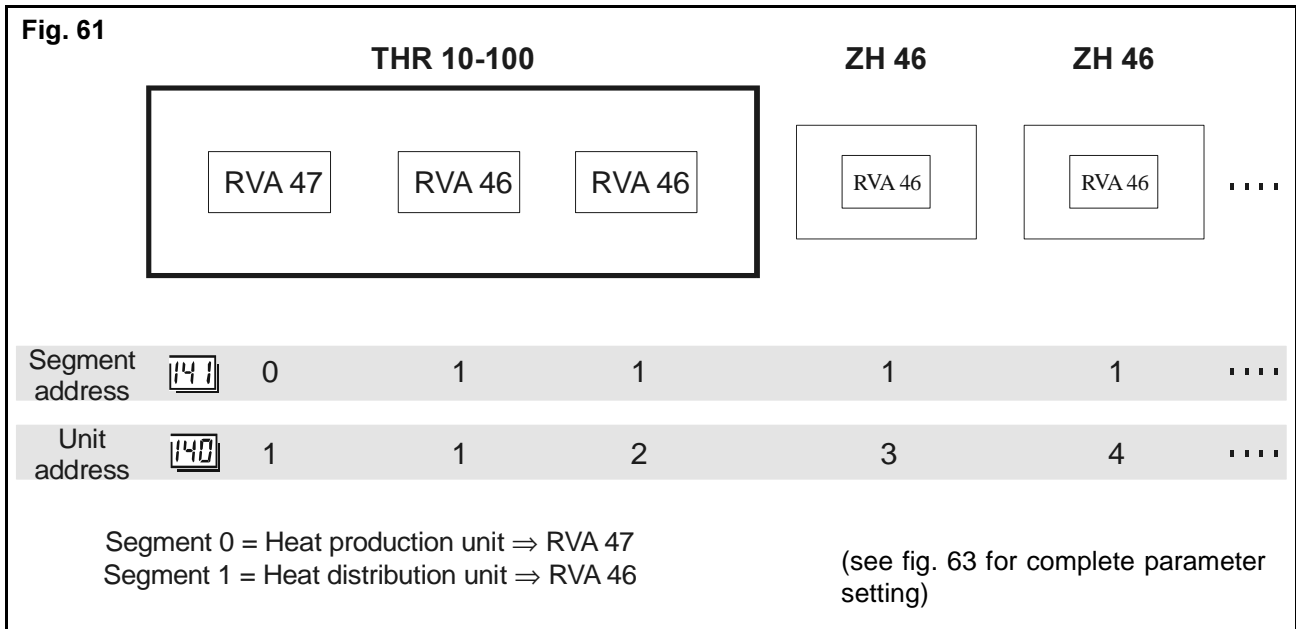 Fig. 61
THR 10-100 ZH 46 ZH 46
RVA 47 RVA 46 RVA 46 RVA 46 RVA 46 ....
Segment address 141 0 1 1 1 1 ....
Unit address 140 1 1 2 3 4 ....
Segment 0 = Heat production unit ⇒ RVA 47
Segment 1 = Heat distribution unit ⇒ RVA 46
(see fig. 63 for complete parameter
setting)